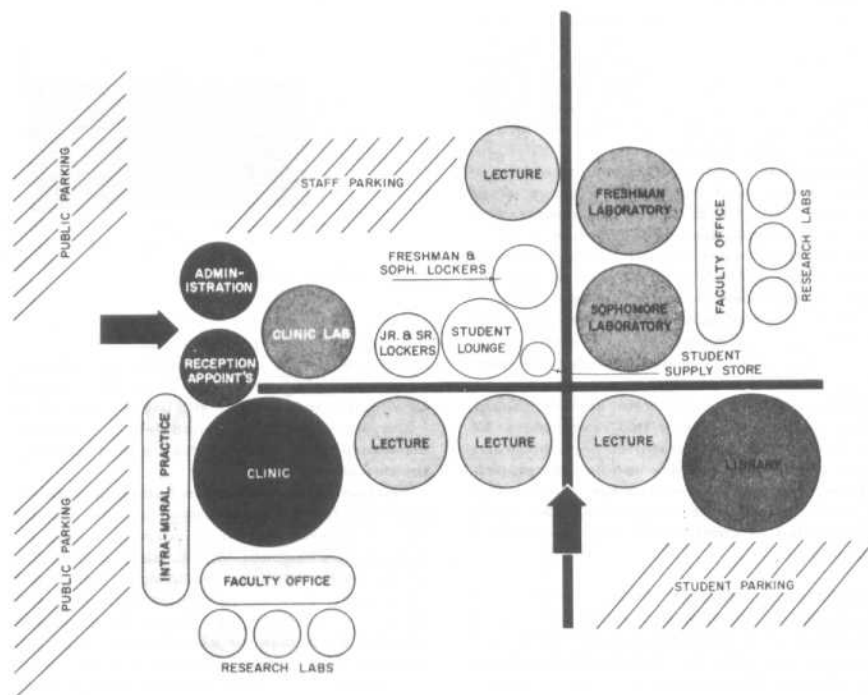 PUBLIC PARKING
STAFF PARKING
LECTURE
FRESHMAN
LABORATORY
FACULTY OFFICE
RESEARCH LABS
ADMIN-
ISTRATION
FRESHMAN &
SOPH. LOCKERS
CLINIC LAB
JR. & SR.
LOCKERS
STUDENT
LOUNGE
SOPHOMORE
LABORATORY
STUDENT
SUPPLY STORE
RECEPTION
APPOINT'S
INTRA-MURAL PRACTICE
CLINIC
LECTURE
LECTURE
LECTURE
LIBRARY
PUBLIC PARKING
FACULTY OFFICE
RESEARCH LABS
STUDENT PARKING